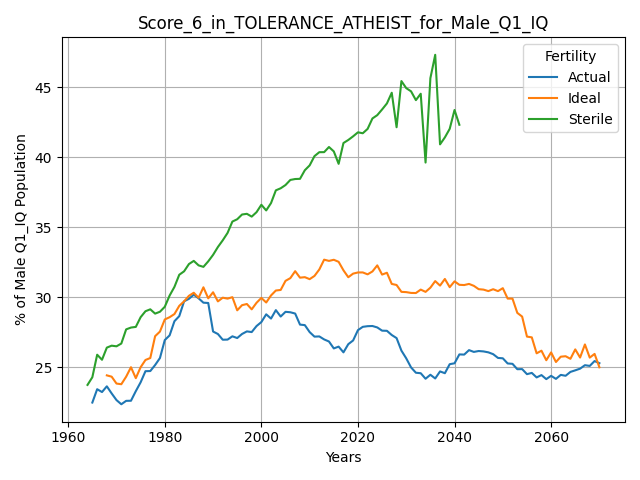 Score_6_in_TOLERANCE_ATHEIST_for_Male_Q1_IQ
Fertility
Actual
Ideal
Sterile
% of Male Q1_IQ Population
45
40
35
30
25
1960
1980
2000
2020
2040
2060
Years